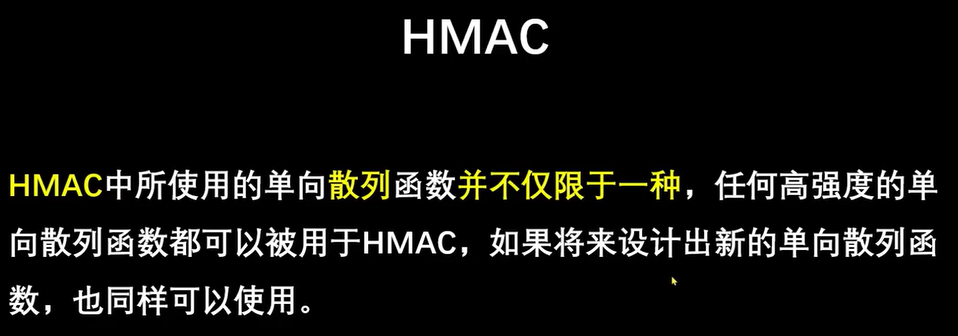 HMAC
HMAC中所使用的单向散列函数并不仅限于一种，任何高强度的单
向散列函数都可以被用于HMAC，如果将来设计出新的单向散列函
数，也同样可以使用。